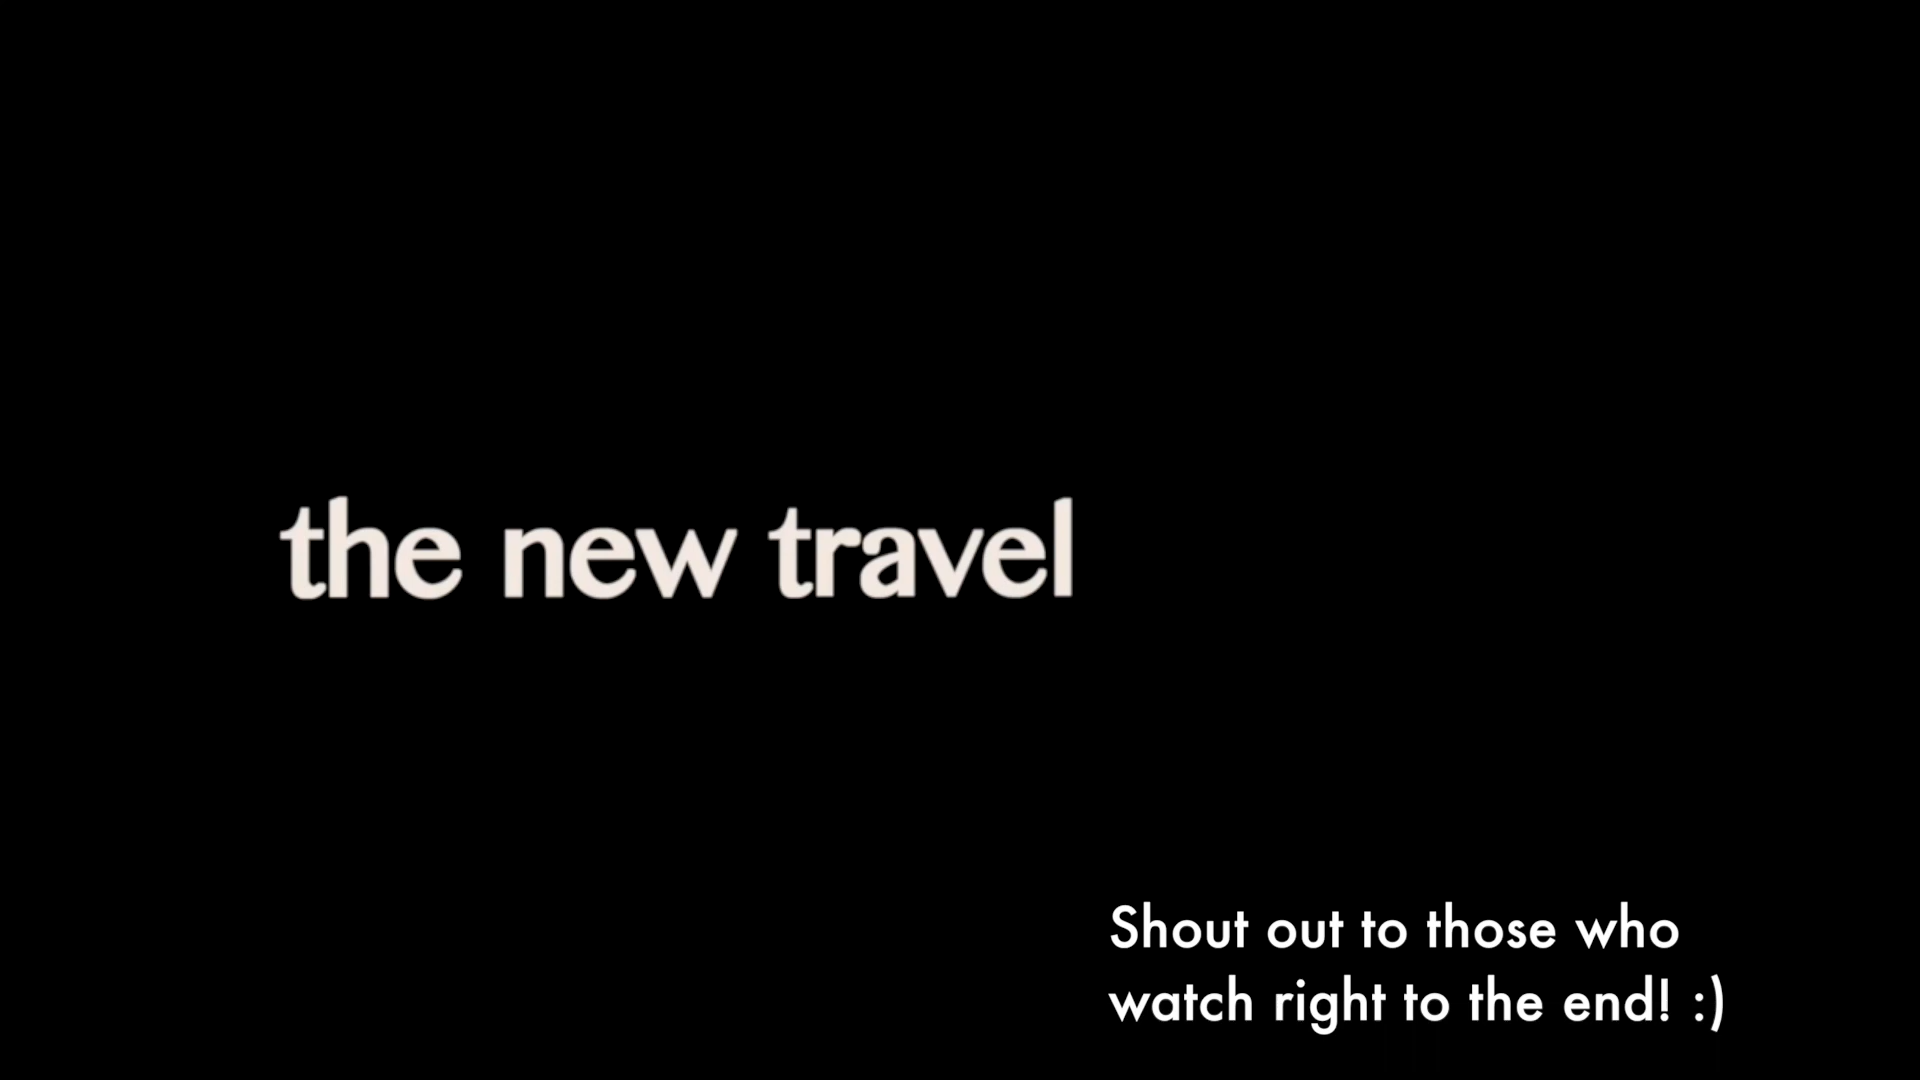 the new travel
Shout out to those who
watch right to the end! :)